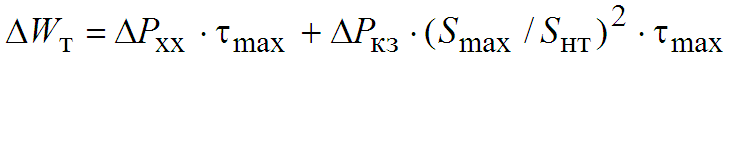 ΔWт = ΔPхх · τmax + ΔPкз · (Smax / Sнт)² · τmax